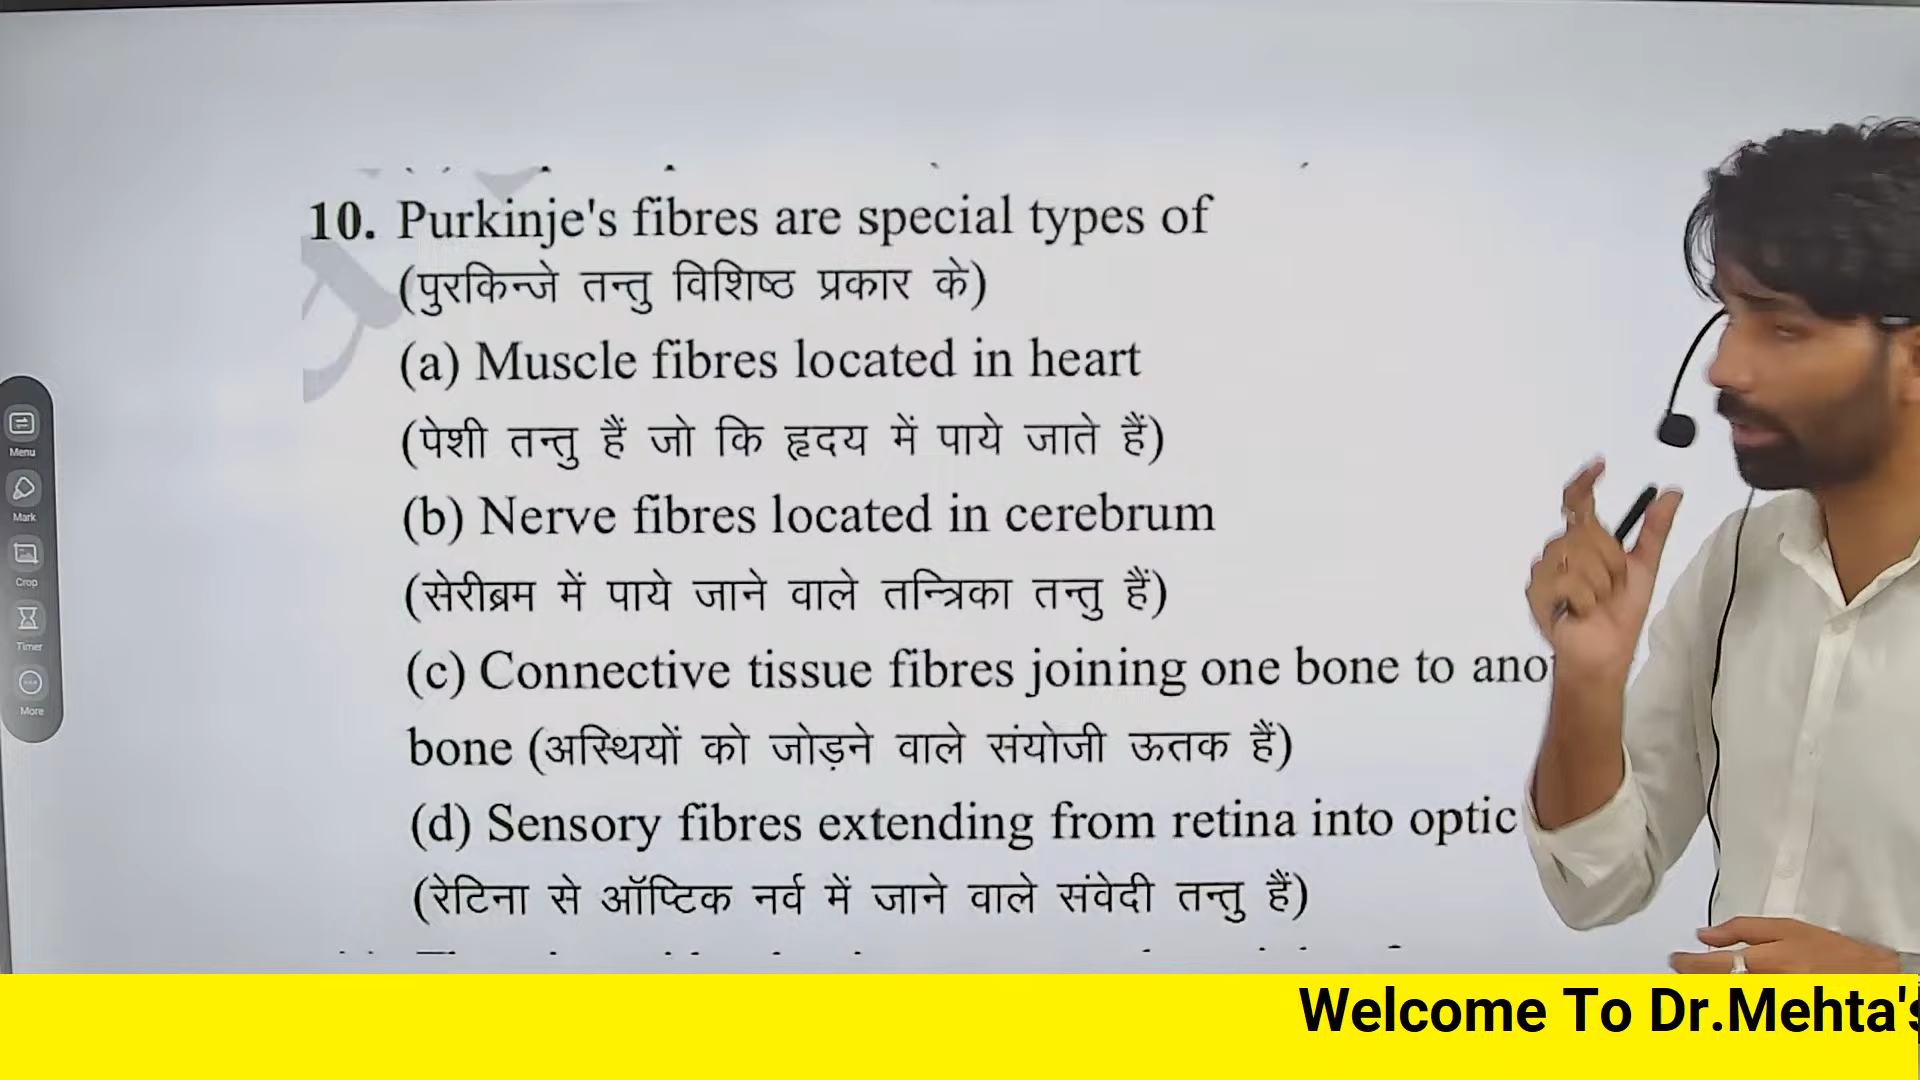 10. Purkinje's fibres are special types of
(पुरकिन्जे तन्तु विशिष्ठ प्रकार के)
(a) Muscle fibres located in heart
(पेशी तन्तु हैं जो कि हृदय में पाये जाते हैं)
(b) Nerve fibres located in cerebrum
(सेरीब्रम में पाये जाने वाले तन्त्रिका तन्तु हैं)
(c) Connective tissue fibres joining one bone to
bone (अस्थियों को जोड़ने वाले संयोजी ऊतक हैं)
(d) Sensory fibres extending from retina into optic
(रेटिना से ऑप्टिक नर्व में जाने वाले संवेदी तन्तु हैं)
Menu
Mark
Crop
Timer
More
Welcome To Dr.Mehta's